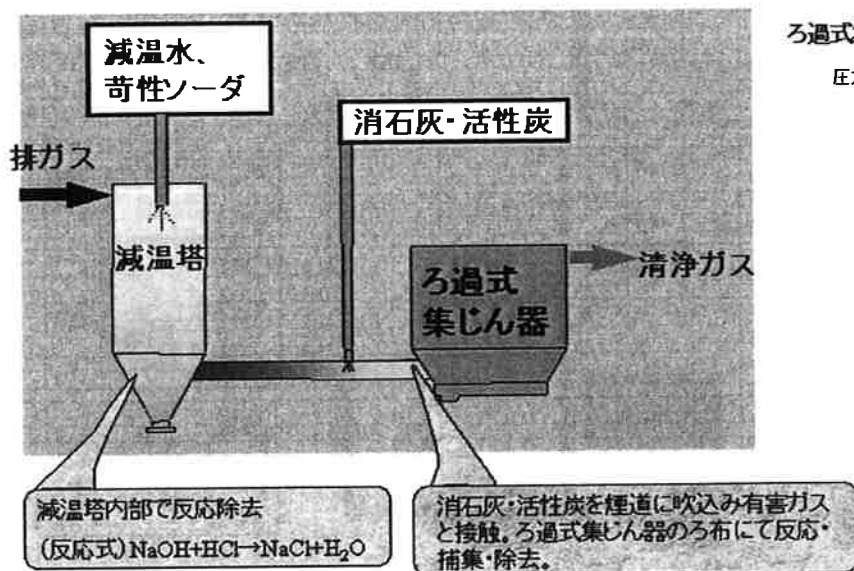 減温水、
苛性ソーダ
消石灰・活性炭
排ガス
減温塔
ろ過式
集じん器
清浄ガス
減温塔内部で反応除去
(反応式)NaOH+HCl→NaCl+H₂O
消石灰・活性炭を煙道に吹込み有害ガス
と接触。ろ過式集じん器のろ布にて反応・
捕集・除去。
ろ過式